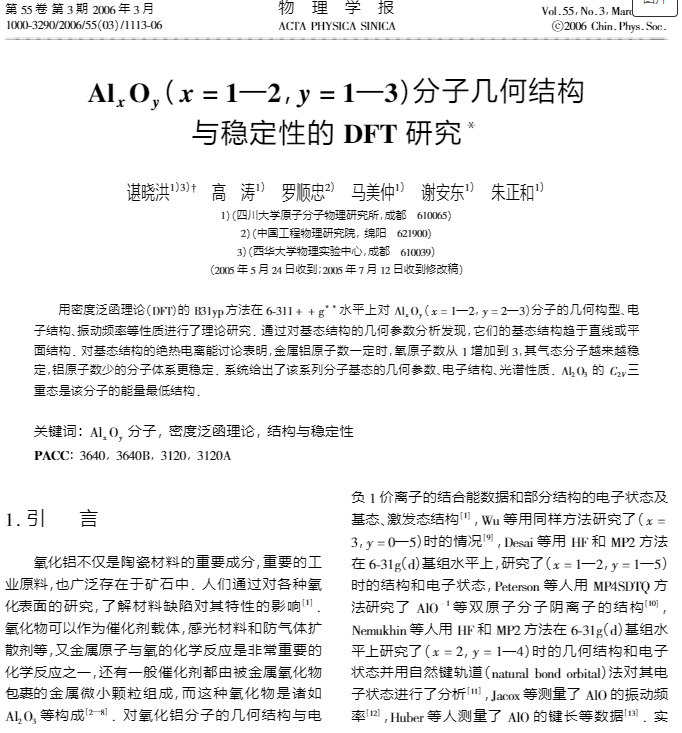 第 55 卷 第 3 期 2006 年 3 月
1000-3290/2006/55(03)/1113-06
物 理 学 报
ACTA PHYSICA SINICA
Vol. 55, No. 3,
©2006 Chin. Phys. Soc.
AlxOy ( x = 1—2, y = 1—3 )分子几何结构
与稳定性的 DFT 研究*
谌晓洪1)3)† 高 涛1) 罗顺忠2) 马美仲1) 谢安东1) 朱正和1)
1)(四川大学原子分子物理研究所, 成都 610065)
2)(中国工程物理研究院, 绵阳 621900)
3)(西华大学物理实验中心, 成都 610039)
(2005 年 5 月 24 日收到; 2005 年 7 月 12 日收到修改稿)
用密度泛函理论(DFT)的 B3lyp 方法在 6-311 + + g** 水平上对 AlxOy( x = 1—2, y = 2—3)分子的几何构型、电
子结构、振动频率等性质进行了理论研究. 通过对基态结构的几何参数分析发现, 它们的基态结构趋于直线或平
面结构. 对基态结构的绝热电离能讨论表明, 金属铝原子数一定时, 氧原子数从 1 增加到 3, 其气态分子越来越稳
定, 铝原子数少的分子体系更稳定. 系统给出了该系列分子基态的几何参数、电子结构、光谱性质. Al2O3 的 C2v三
重态是该分子的能量最低结构.
关键词: AlxOy 分子, 密度泛函理论, 结构与稳定性
PACC: 3640, 3640B, 3120, 3120A
1. 引 言
氧化铝不仅是陶瓷材料的重要成分, 重要的工
业原料, 也广泛存在于矿石中. 人们通过对各种氧
化表面的研究, 了解材料缺陷对其特性的影响[1].
氧化物可以作为催化剂载体, 感光材料和防气体扩
散剂等, 又金属原子与氧的化学反应是非常重要的
化学反应之一, 还有一般催化剂都由被金属氧化物
包裹的金属微小颗粒组成, 而这种氧化物是诸如
Al2O3 等构成[2—8]. 对氧化铝分子的几何结构与电
负 1 价离子的结合能数据和部分结构的电子状态及
基态、激发态结构[1], Wu 等用同样方法研究了( x =
3, y = 0—5)时的情况[9], Desai 等用 HF 和 MP2 方法
在 6-31g(d)基组水平上, 研究了( x = 1—2, y = 1—5)
时的结构和电子状态, Peterson 等人用 MP4SDTQ 方
法研究了 AlO-1 等双原子分子阴离子的结构[10],
Nemukhin 等人用 HF 和 MP2 方法在 6-31g(d)基组水
平上研究了( x = 2, y = 1—4)时的几何结构和电子
状态并用自然键轨道(natural bond orbital)法对其电
子状态进行了分析[11], Jacox 等测量了 AlO 的振动频
率[12], Huber 等人测量了 AlO 的键长等数据[13]. 实